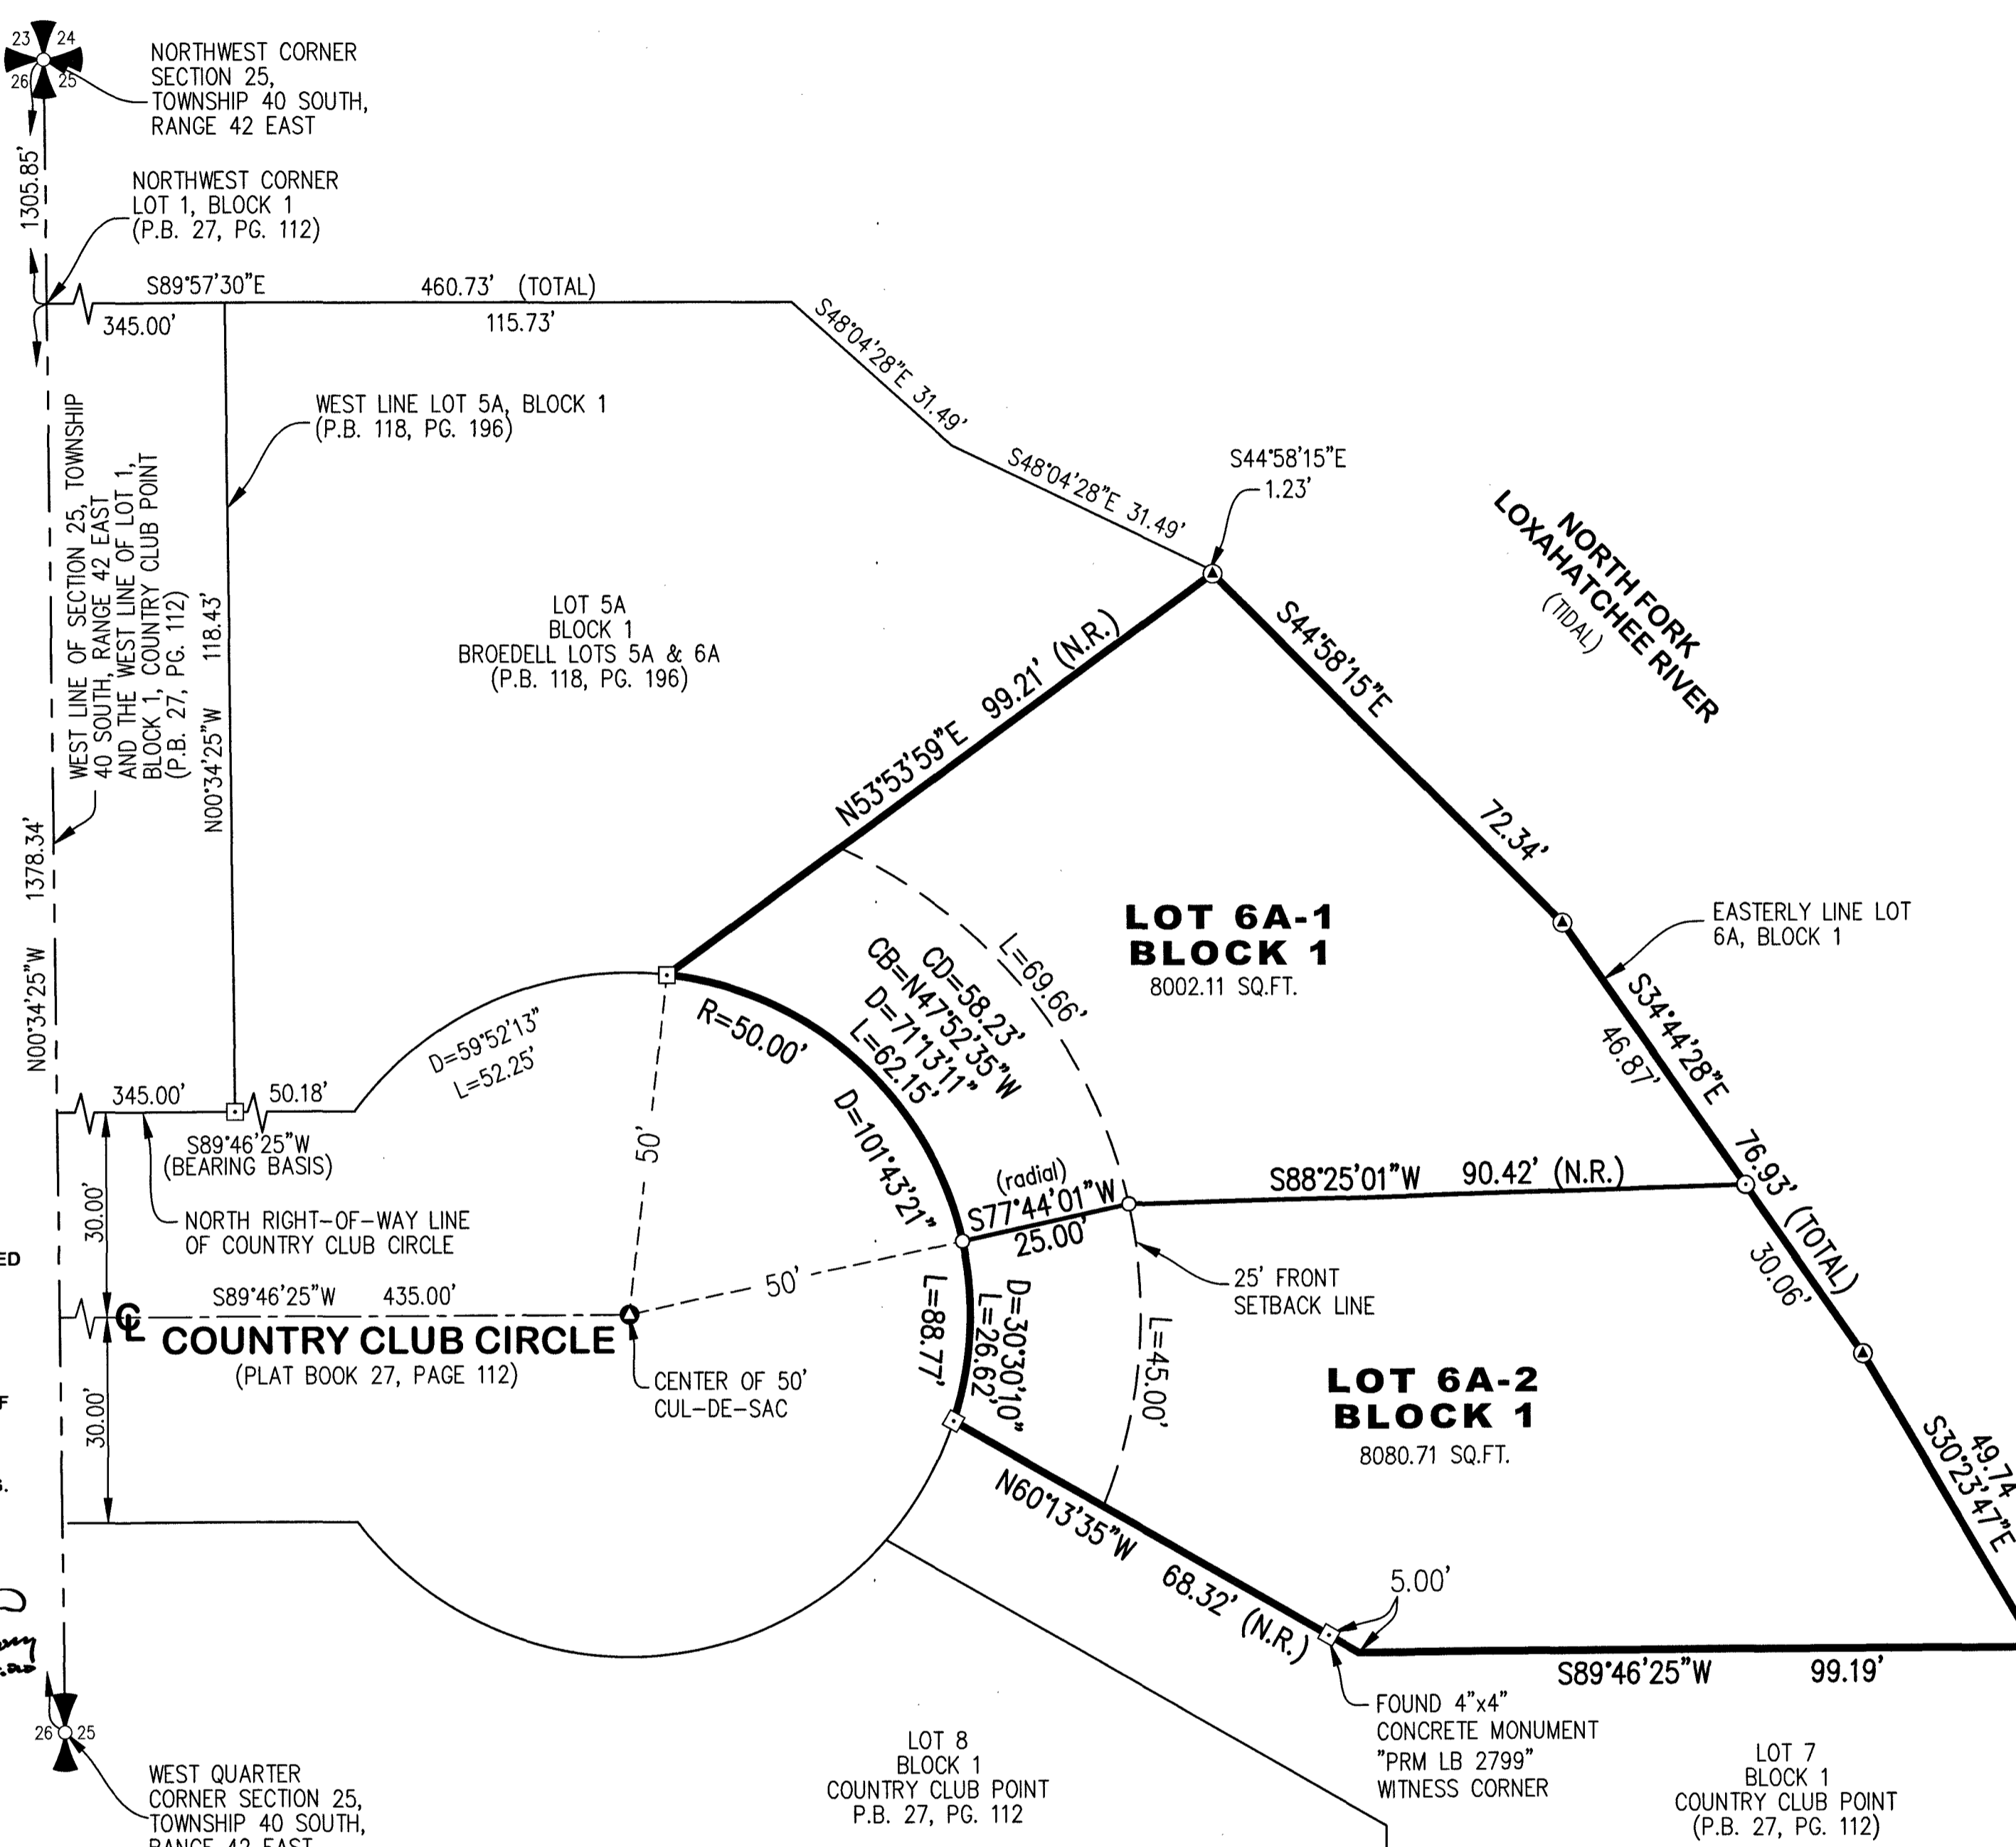 23 24
26 25
NORTHWEST CORNER
SECTION 25,
TOWNSHIP 40 SOUTH,
RANGE 42 EAST
1305.85'
NORTHWEST CORNER
LOT 1, BLOCK 1
(P.B. 27, PG. 112)
S89°57'30"E
460.73' (TOTAL)
345.00'
115.73'
S48°04'28"E 31.49'
S48°04'28"E 31.49'
S44°58'15"E
1.23'
WEST LINE LOT 5A, BLOCK 1
(P.B. 118, PG. 196)
WEST LINE OF SECTION 25, TOWNSHIP
40 SOUTH, RANGE 42 EAST
AND THE WEST LINE OF LOT 1,
BLOCK 1, COUNTRY CLUB POINT
(P.B. 27, PG. 112)
N00°34'25"W 118.43'
N00°34'25"W 1378.34'
LOT 5A
BLOCK 1
BROEDELL LOTS 5A & 6A
(P.B. 118, PG. 196)
NORTH FORK
LOXAHATCHEE RIVER
(TIDAL)
N53°53'59"E 99.21' (N.R.)
S44°58'15"E
72.34'
LOT 6A-1
BLOCK 1
8002.11 SQ.FT.
EASTERLY LINE LOT
6A, BLOCK 1
S34°44'28"E
46.87'
76.93' (TOTAL)
30.06'
L=69.66'
CD=58.23'
CB=N47°52'35"W
D=71°13'11"
L=62.15'
R=50.00'
D=101°43'21"
L=88.77'
D=59°52'13"
L=52.25'
345.00'
50.18'
S89°46'25"W
(BEARING BASIS)
NORTH RIGHT-OF-WAY LINE
OF COUNTRY CLUB CIRCLE
30.00'
50'
50'
(radial)
S77°44'01"W
25.00'
S88°25'01"W 90.42' (N.R.)
25' FRONT
SETBACK LINE
S89°46'25"W 435.00'
CL
COUNTRY CLUB CIRCLE
(PLAT BOOK 27, PAGE 112)
30.00'
CENTER OF 50'
CUL-DE-SAC
D=30°30'10"
L=26.62'
L=45.00'
LOT 6A-2
BLOCK 1
8080.71 SQ.FT.
49.74
S30°23'47"E
N60°13'35"W 68.32' (N.R.)
5.00'
S89°46'25"W 99.19'
FOUND 4"x4"
CONCRETE MONUMENT
"PRM LB 2799"
WITNESS CORNER
LOT 8
BLOCK 1
COUNTRY CLUB POINT
P.B. 27, PG. 112
LOT 7
BLOCK 1
COUNTRY CLUB POINT
(P.B. 27, PG. 112)
26 25
WEST QUARTER
CORNER SECTION 25,
TOWNSHIP 40 SOUTH,
RANGE 42 EAST
ED
F